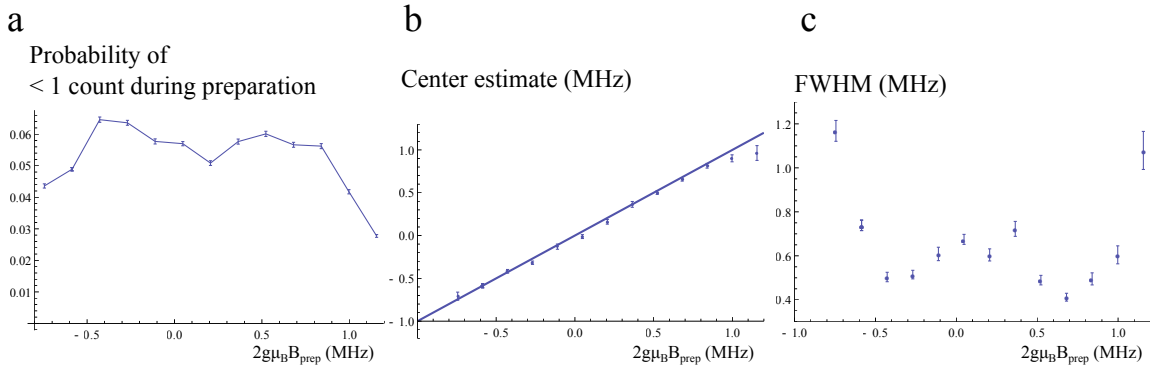 a
Probability of
< 1 count during preparation
0.06
0.05
0.04
0.03
0.02
0.01
- 0.5
0.0
0.5
1.0
2gμBBprep (MHz)
b
Center estimate (MHz)
1.0
0.5
0.0
- 0.5
- 1.0
- 0.5
0.0
0.5
1.0
2gμBBprep (MHz)
c
FWHM (MHz)
1.2
1.0
0.8
0.6
0.4
- 1.0
- 0.5
0.0
0.5
1.0
2gμBBprep (MHz)